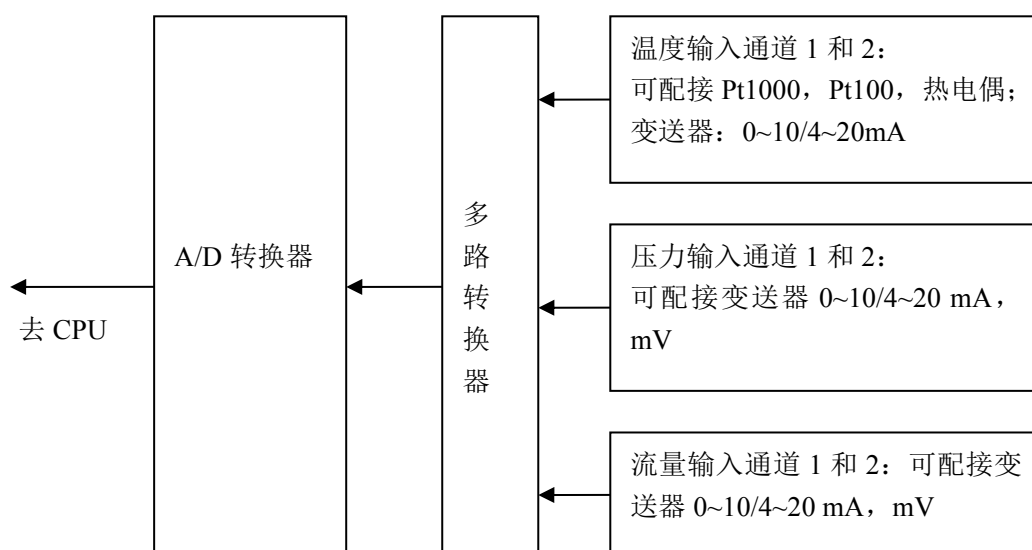 温度输入通道 1 和 2：
可配接 Pt1000，Pt100，热电偶；
变送器：0~10/4~20mA
多
路
转
换
器
A/D 转换器
压力输入通道 1 和 2：
可配接变送器 0~10/4~20 mA，
mV
去 CPU
流量输入通道 1 和 2：可配接变
送器 0~10/4~20 mA，mV